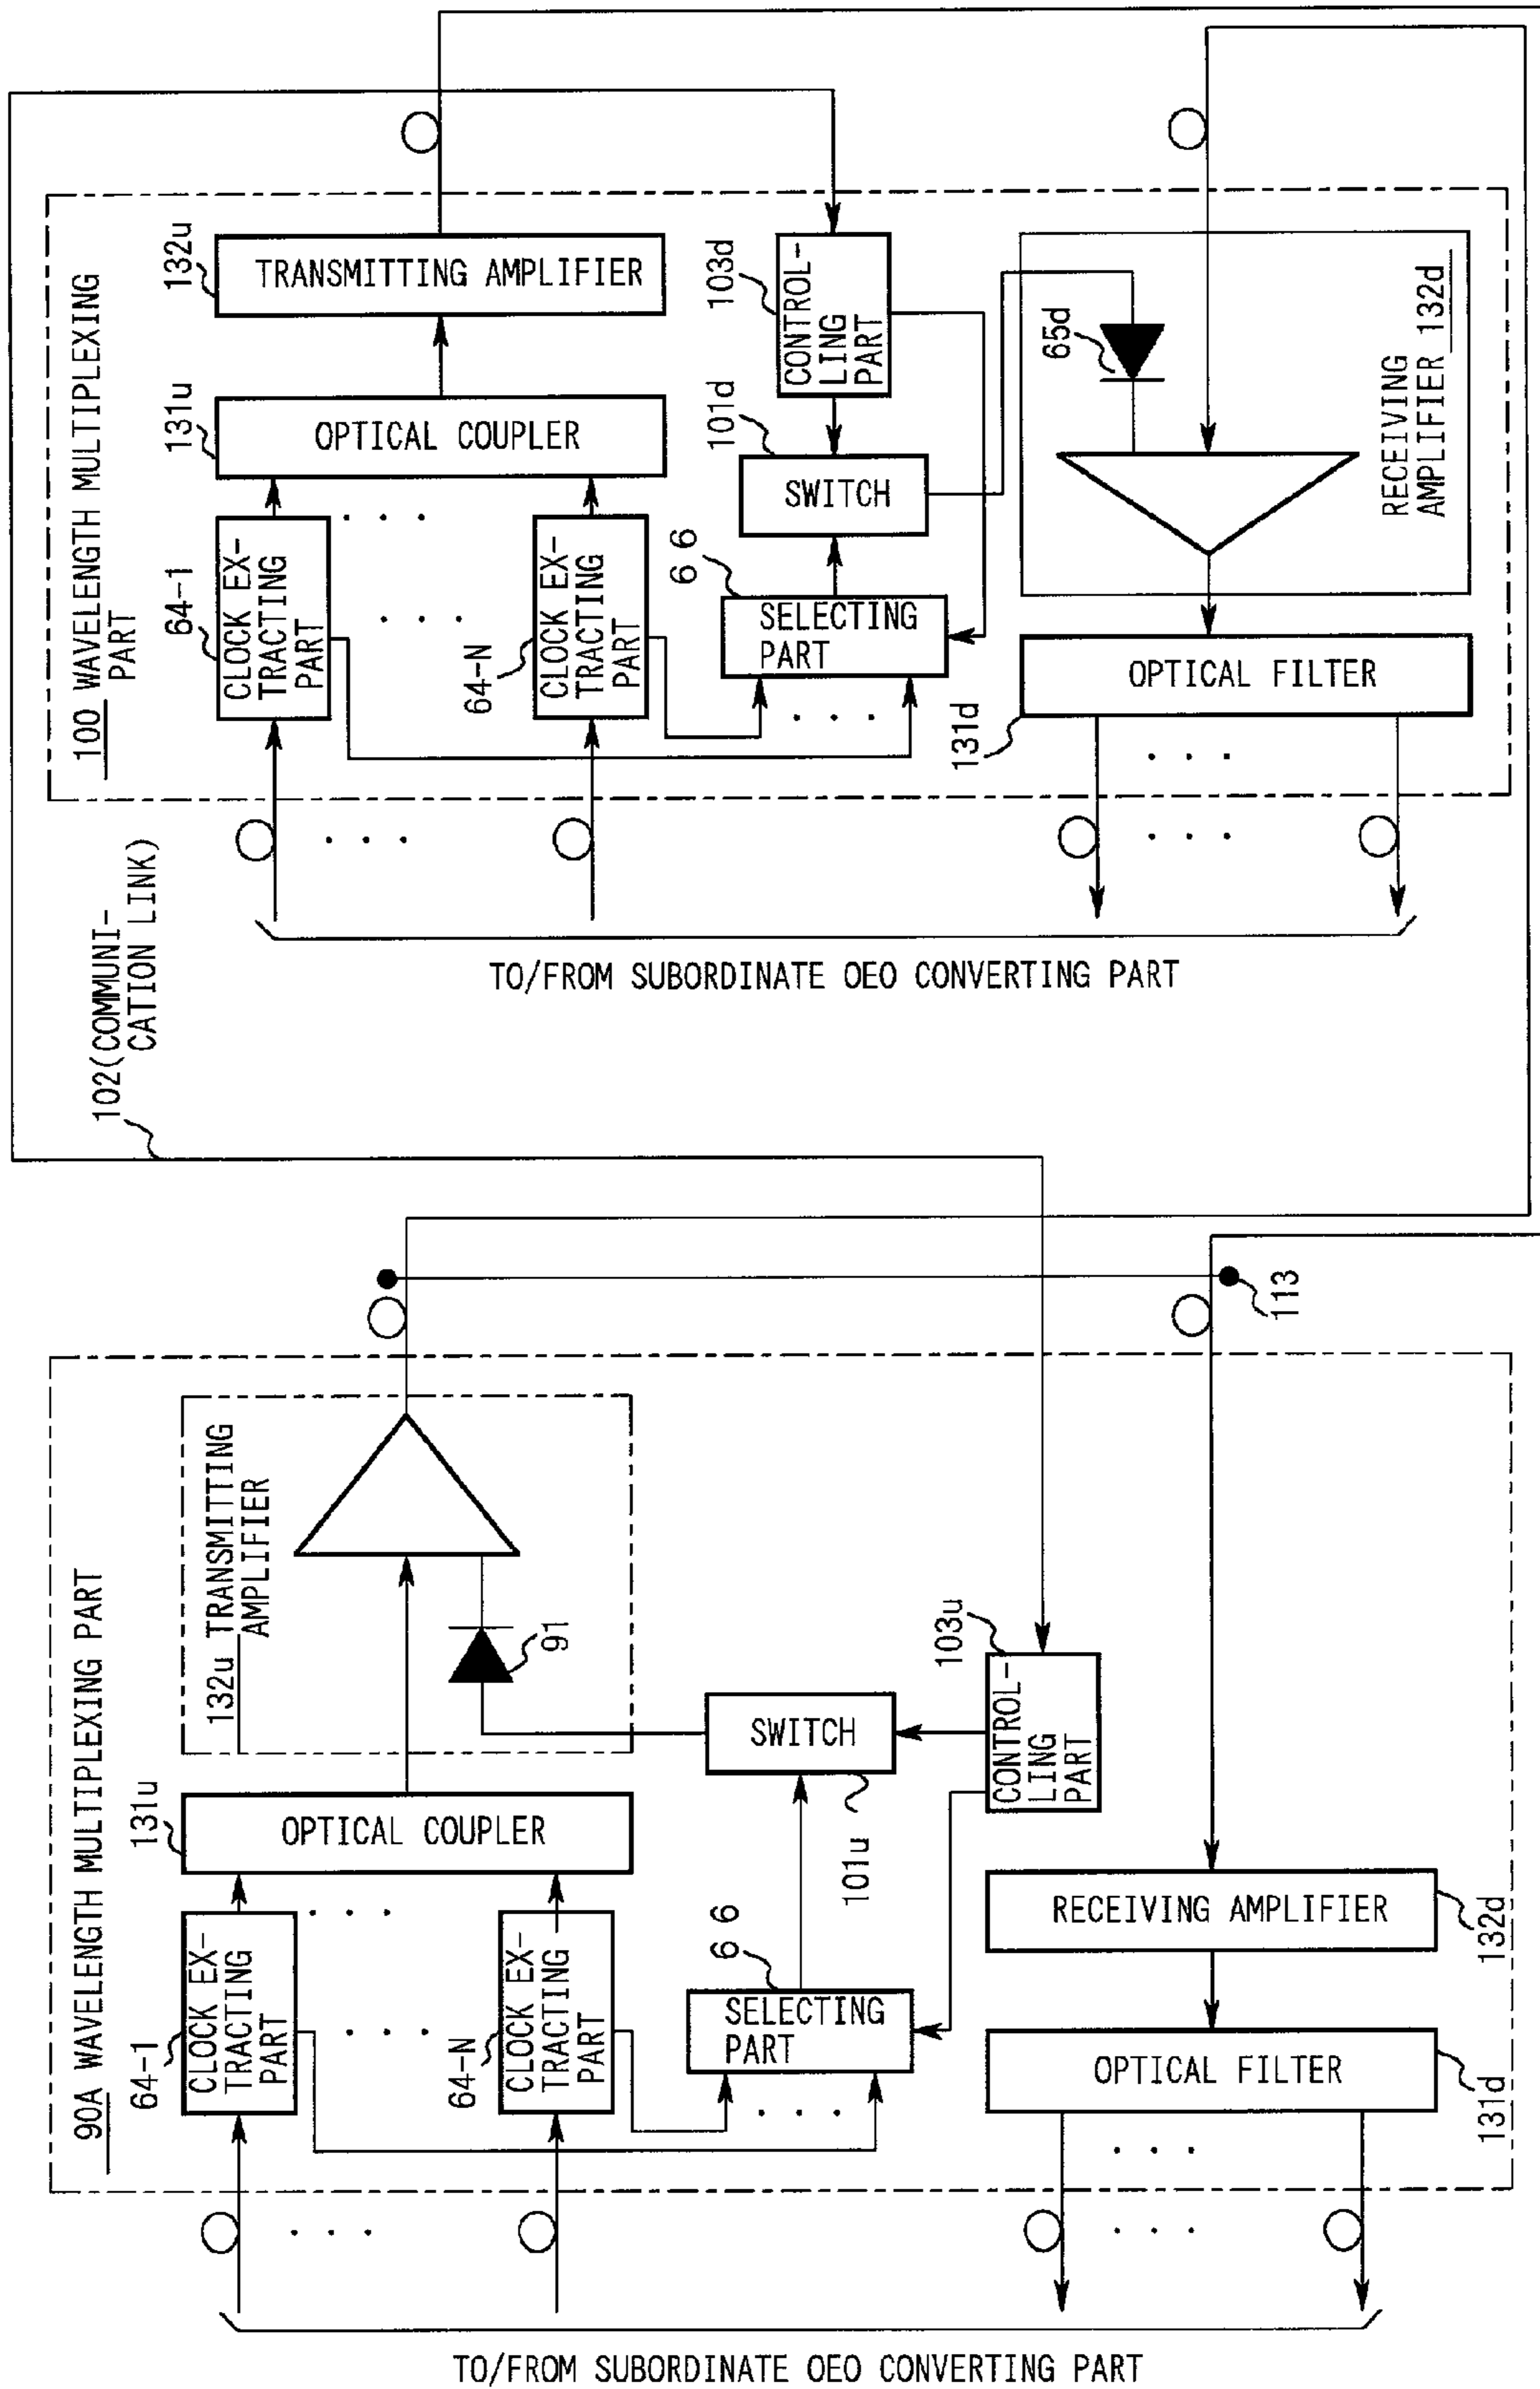 100 WAVELENGTH MULTIPLEXING
PART
64-1
CLOCK EX-
TRACTING
PART
64-N
CLOCK EX-
TRACTING
PART
131u
OPTICAL COUPLER
132u
TRANSMITTING AMPLIFIER
66
SELECTING
PART
101d
SWITCH
103d
CONTROL-
LING
PART
65d
RECEIVING
AMPLIFIER 132d
OPTICAL FILTER
131d
TO/FROM SUBORDINATE OEO CONVERTING PART
102(COMMUNI-
CATION LINK)
113
90A WAVELENGTH MULTIPLEXING PART
64-1
CLOCK EX-
TRACTING
PART
64-N
CLOCK EX-
TRACTING
PART
131u
OPTICAL COUPLER
132u TRANSMITTING
AMPLIFIER
91
66
SELECTING
PART
101u
SWITCH
103u
CONTROL-
LING
PART
RECEIVING AMPLIFIER
132d
OPTICAL FILTER
131d
TO/FROM SUBORDINATE OEO CONVERTING PART